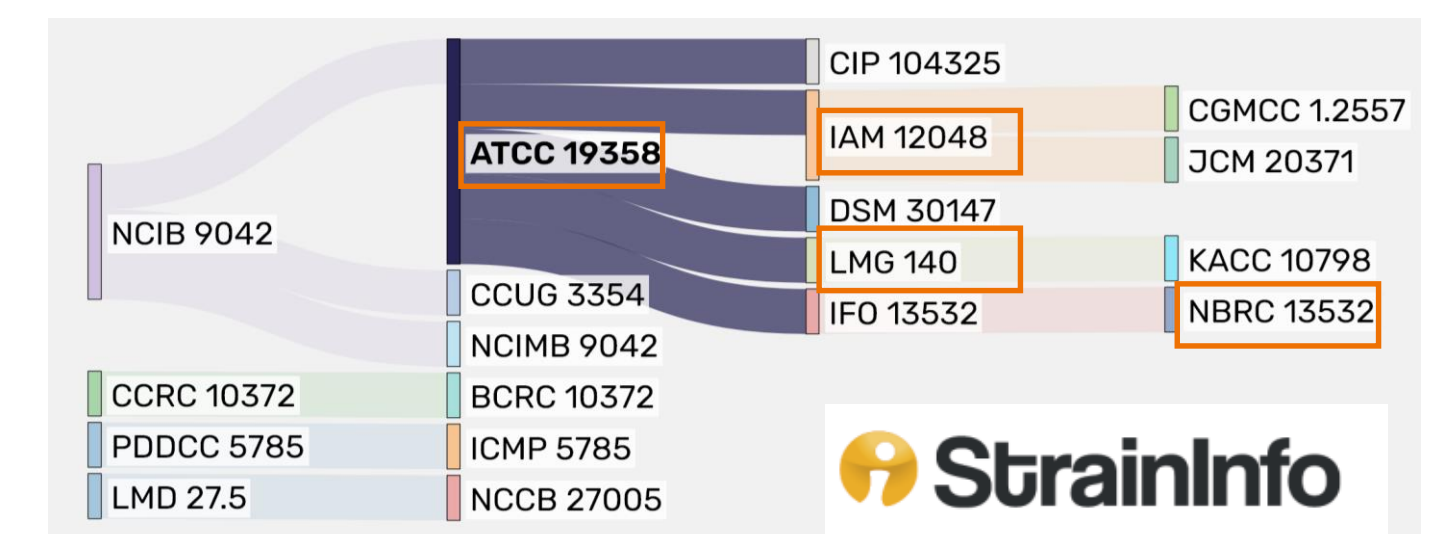 NCIB 9042
CCRC 10372
PDDCC 5785
LMD 27.5
ATCC 19358
CCUG 3354
NCIMB 9042
BCRC 10372
ICMP 5785
NCCB 27005
CIP 104325
IAM 12048
DSM 30147
LMG 140
IFO 13532
CGMCC 1.2557
JCM 20371
KACC 10798
NBRC 13532
StrainInfo